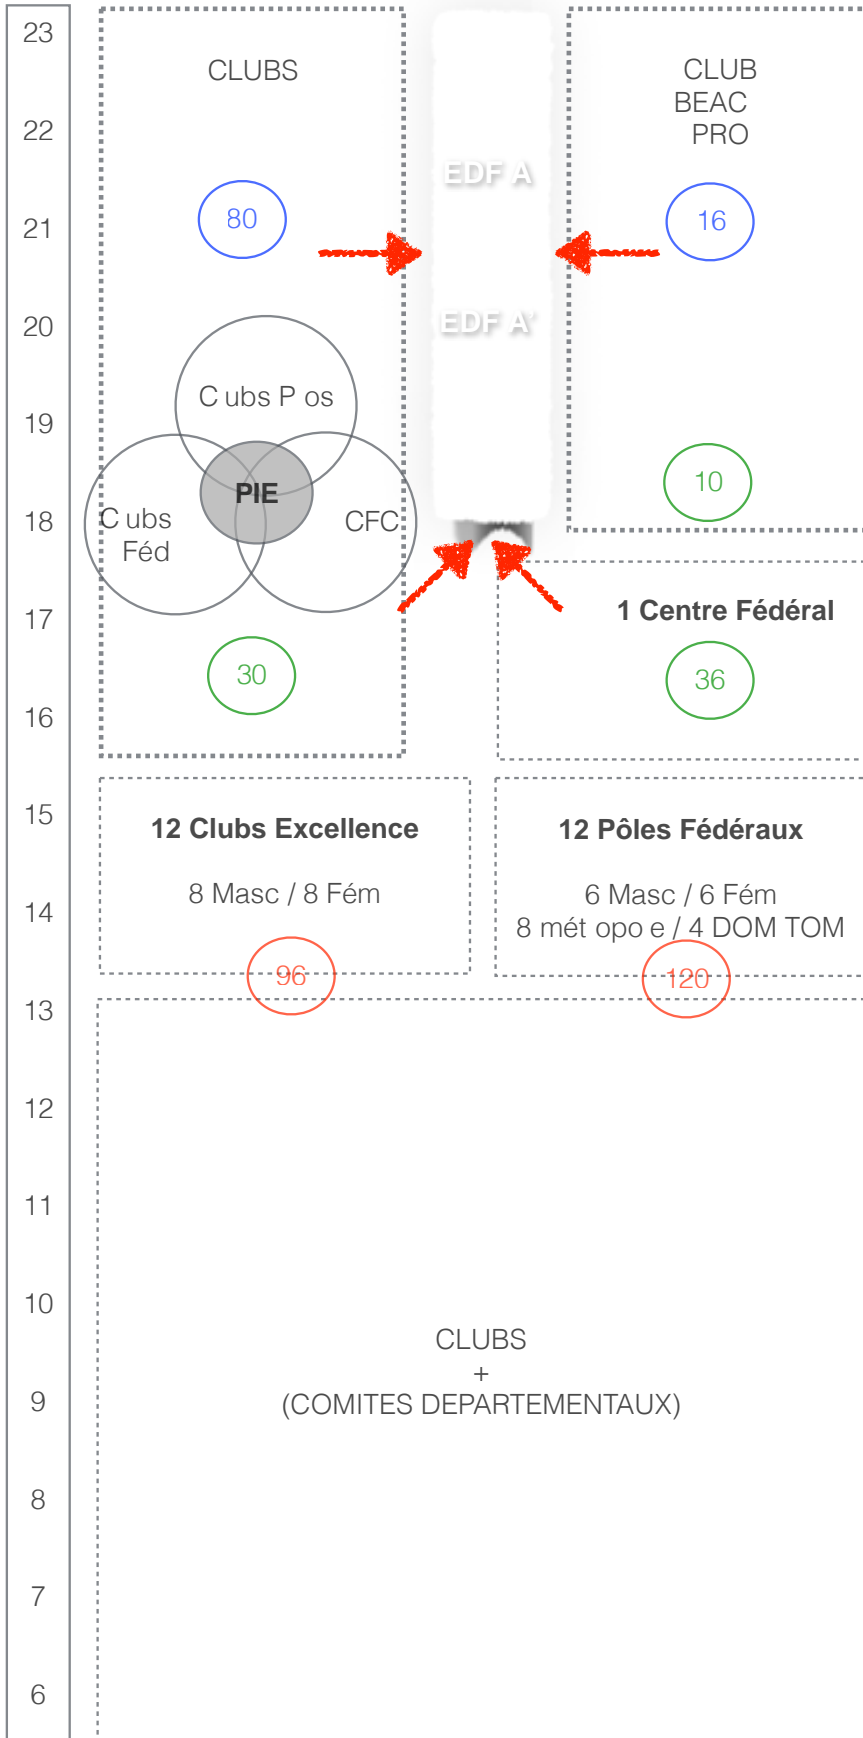 23
22
21
20
19
18
17
16
15
14
13
12
11
10
9
8
7
6
CLUBS
80
C ubs P os
PIE
C ubs
Féd
CFC
30
EDF A
EDF A'
CLUB
BEAC
PRO
16
10
1 Centre Fédéral
36
12 Clubs Excellence
8 Masc / 8 Fém
96
12 Pôles Fédéraux
6 Masc / 6 Fém
8 mét opo e / 4 DOM TOM
120
CLUBS
+
(COMITES DEPARTEMENTAUX)